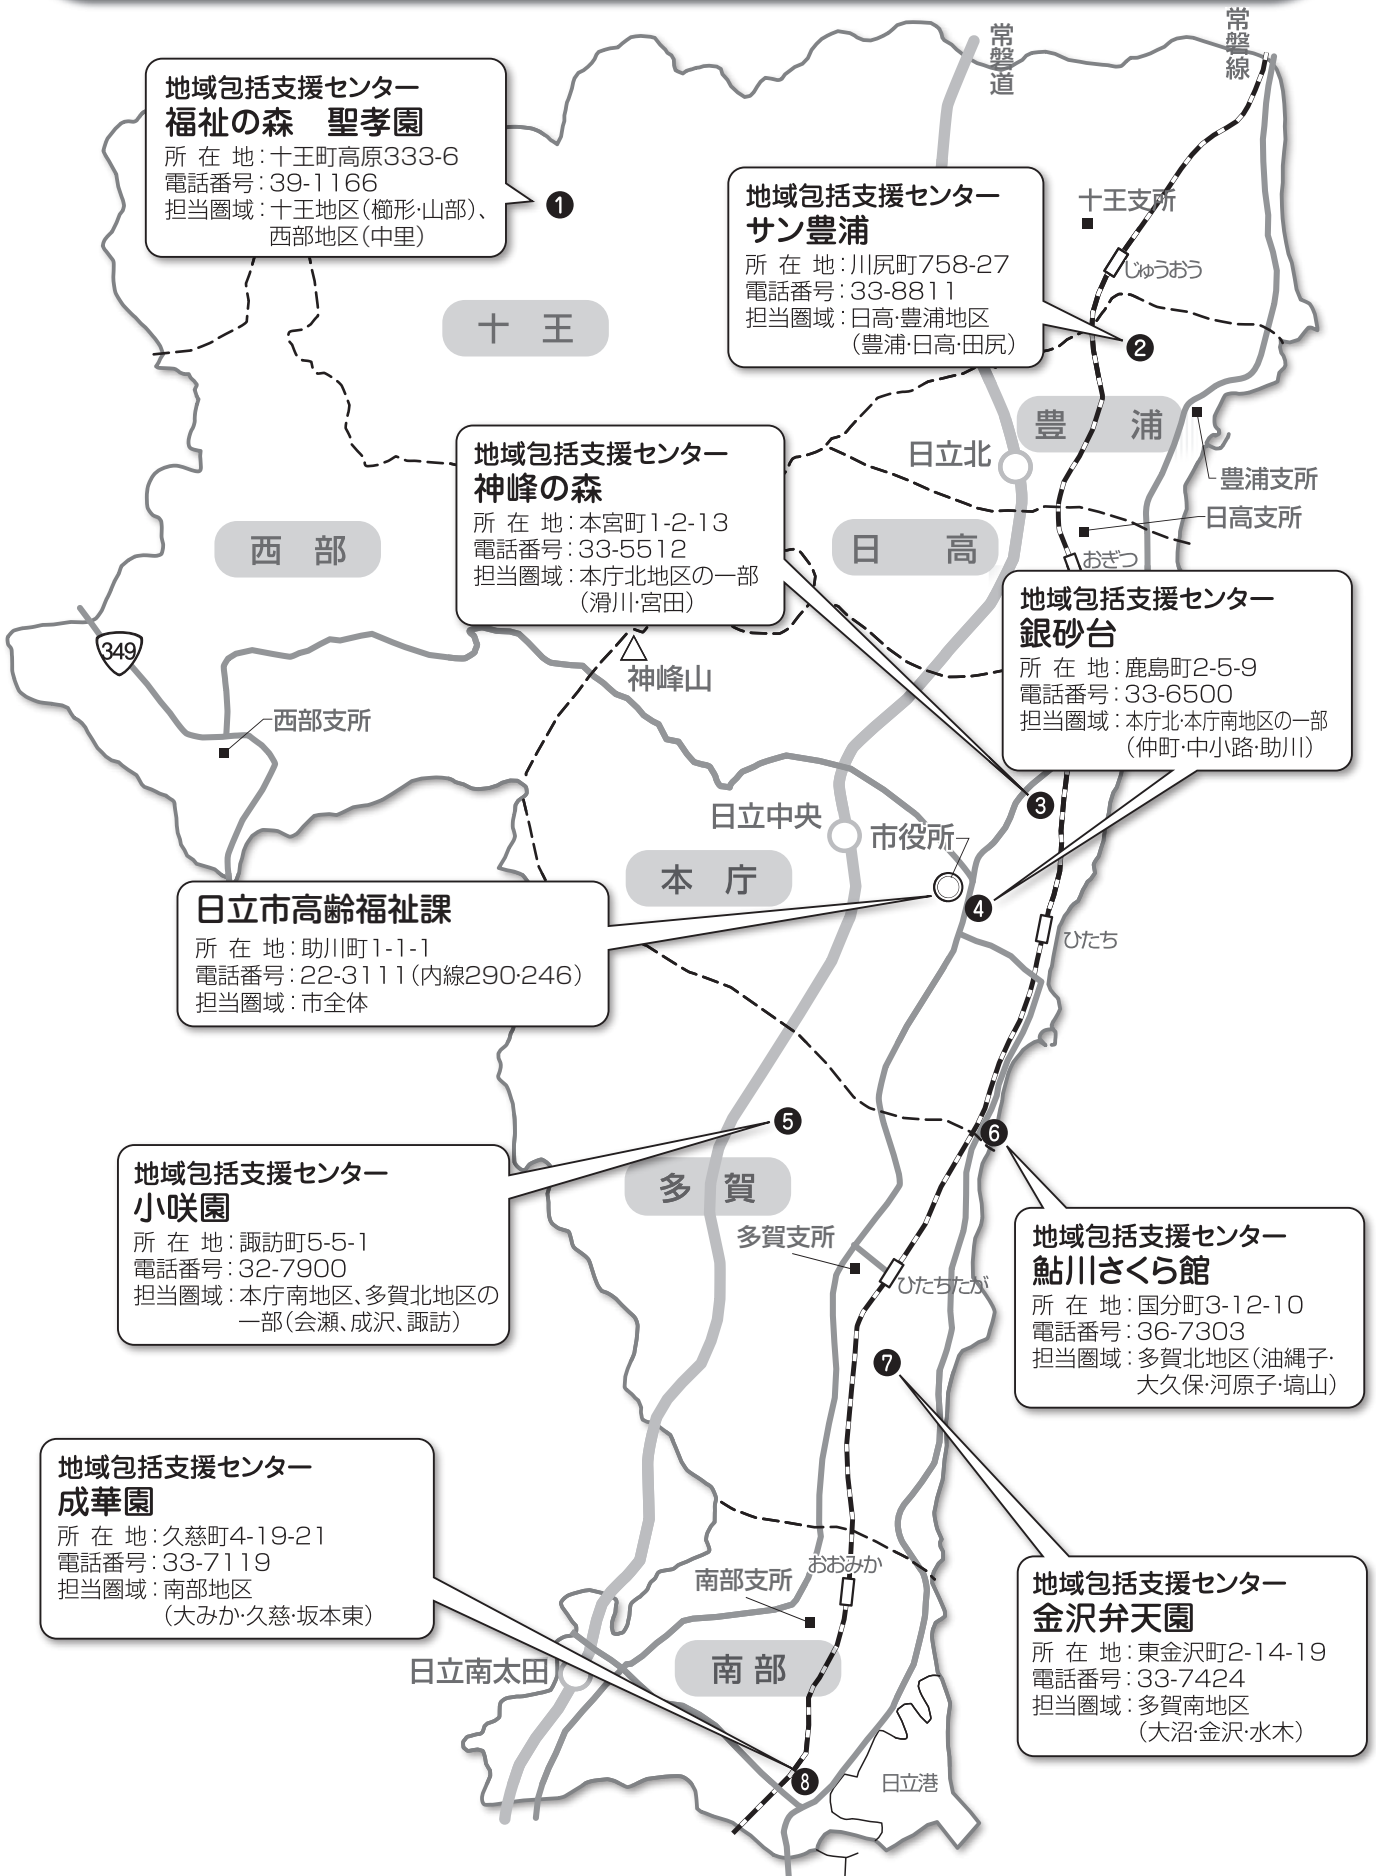 常磐道
常磐線
地域包括支援センター
福祉の森　聖孝園
所在地：十王町高原333-6
電話番号：39-1166
担当圏域：十王地区（櫛形・山部）、
西部地区（中里）
❶
地域包括支援センター
サン豊浦
所在地：川尻町758-27
電話番号：33-8811
担当圏域：日高・豊浦地区
（豊浦・日高・田尻）
❷
十王支所
じゅうおう
十王
豊浦
日立北
豊浦支所
日高支所
おぎつ
地域包括支援センター
神峰の森
所在地：本宮町1-2-13
電話番号：33-5512
担当圏域：本庁北地区の一部
（滑川・宮田）
西部
日高
地域包括支援センター
銀砂台
所在地：鹿島町2-5-9
電話番号：33-6500
担当圏域：本庁北・本庁南地区の一部
（仲町・中小路・助川）
349
神峰山
西部支所
❸
日立中央
市役所
本庁
❹
ひたち
日立市高齢福祉課
所在地：助川町1-1-1
電話番号：22-3111（内線290・246）
担当圏域：市全体
❺
❻
地域包括支援センター
小咲園
所在地：諏訪町5-5-1
電話番号：32-7900
担当圏域：本庁南地区、多賀北地区の
一部（会瀬、成沢、諏訪）
多賀
多賀支所
ひたちたが
地域包括支援センター
鮎川さくら館
所在地：国分町3-12-10
電話番号：36-7303
担当圏域：多賀北地区（油縄子・
大久保・河原子・塙山）
❼
地域包括支援センター
成華園
所在地：久慈町4-19-21
電話番号：33-7119
担当圏域：南部地区
（大みか・久慈・坂本東）
おおみか
南部支所
地域包括支援センター
金沢弁天園
所在地：東金沢町2-14-19
電話番号：33-7424
担当圏域：多賀南地区
（大沼・金沢・水木）
日立南太田
南部
❽
日立港